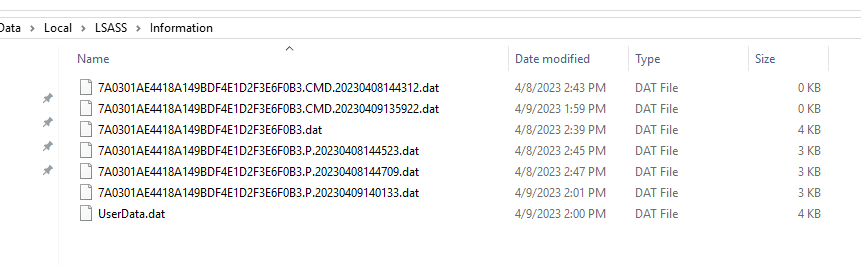 Data > Local > LSASS > Information
Name Date modified Type Size
7A0301AE4418A149BDF4E1D2F3E6F0B3.CMD.20230408144312.dat 4/8/2023 2:43 PM DAT File 0 KB
7A0301AE4418A149BDF4E1D2F3E6F0B3.CMD.20230409135922.dat 4/9/2023 1:59 PM DAT File 0 KB
7A0301AE4418A149BDF4E1D2F3E6F0B3.dat 4/8/2023 2:39 PM DAT File 4 KB
7A0301AE4418A149BDF4E1D2F3E6F0B3.P.20230408144523.dat 4/8/2023 2:45 PM DAT File 3 KB
7A0301AE4418A149BDF4E1D2F3E6F0B3.P.20230408144709.dat 4/8/2023 2:47 PM DAT File 3 KB
7A0301AE4418A149BDF4E1D2F3E6F0B3.P.20230409140133.dat 4/9/2023 2:01 PM DAT File 3 KB
UserData.dat 4/9/2023 2:00 PM DAT File 4 KB